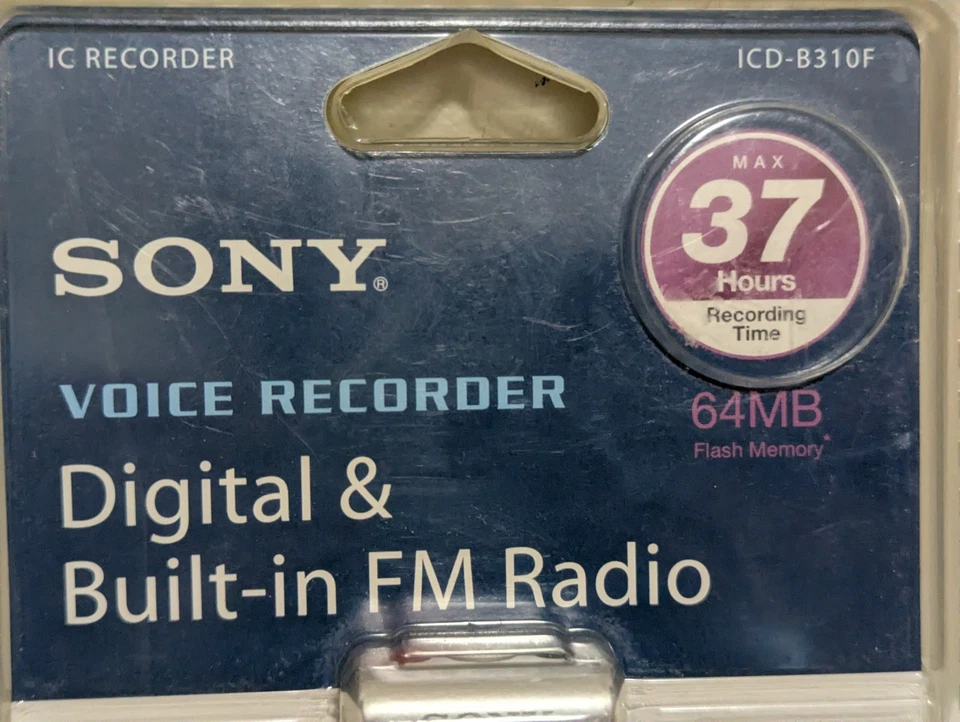 IC RECORDER
ICD-B310F
MAX
37
Hours
Recording
Time
SONY®
VOICE RECORDER
64MB
Flash Memory*
Digital &
Built-in FM Radio
SONY